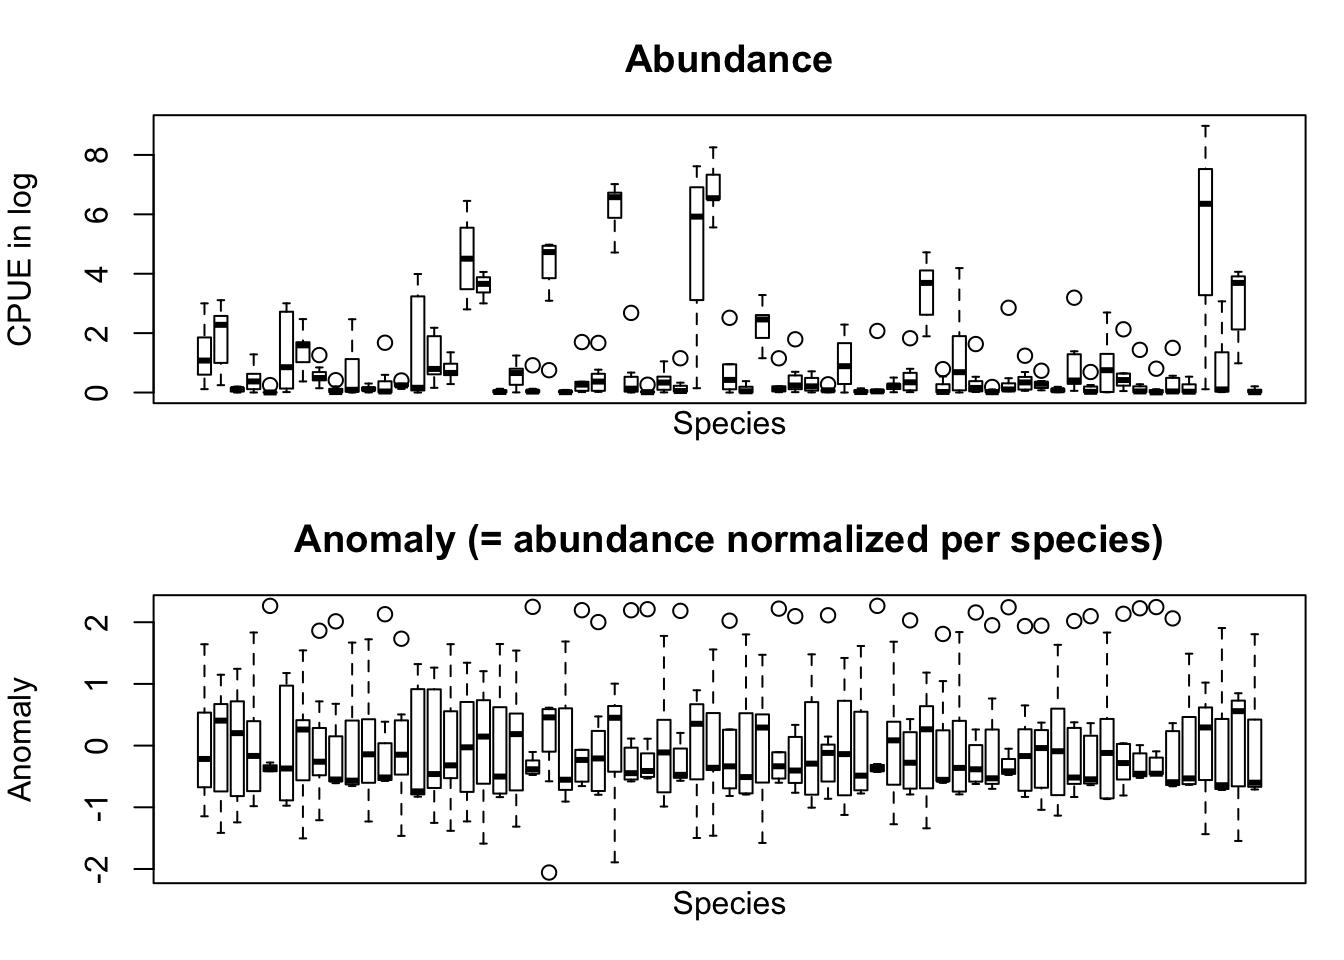 Abundance
CPUE in log
8
6
4
2
0
Species
Anomaly (= abundance normalized per species)
Anomaly
2
1
0
-1
-2
Species